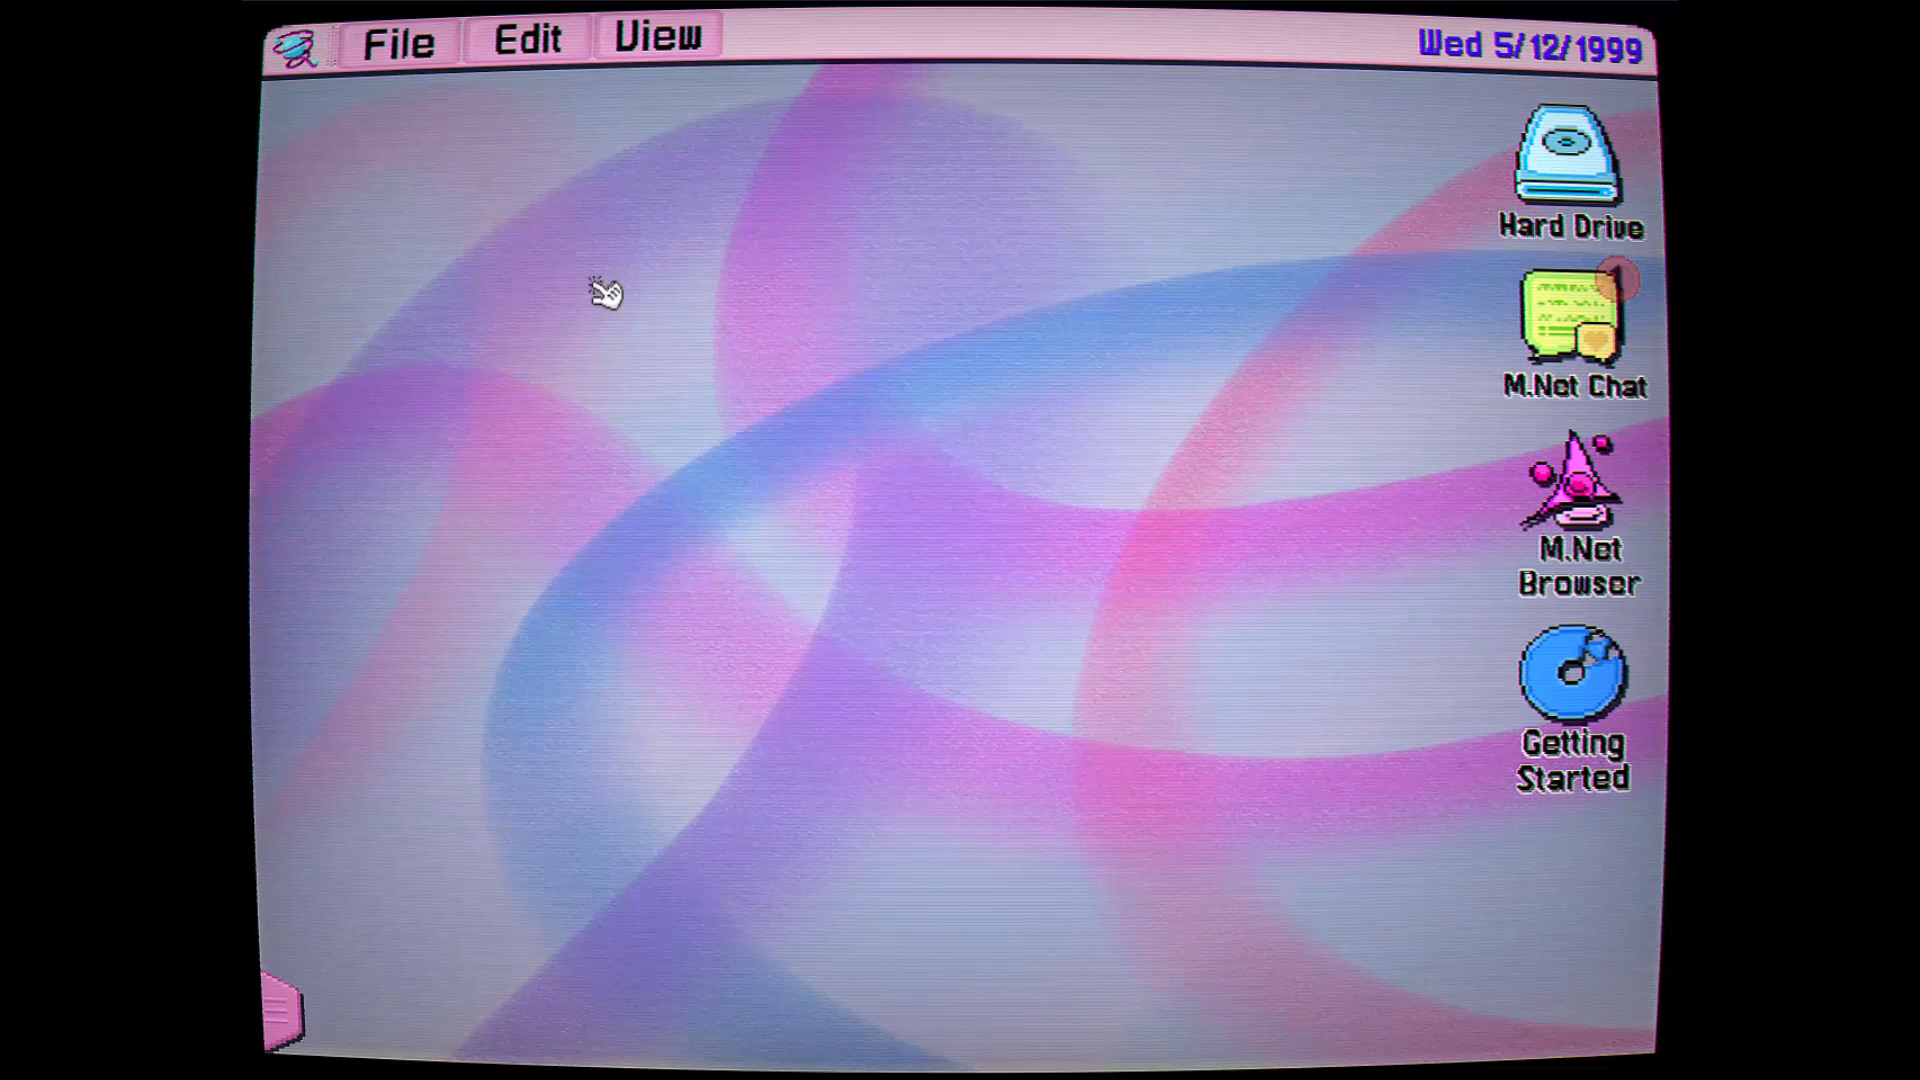 File Edit View Wed 5/12/1999
Hard Drive
M.Net Chat
M.Net
Browser
Getting
Started